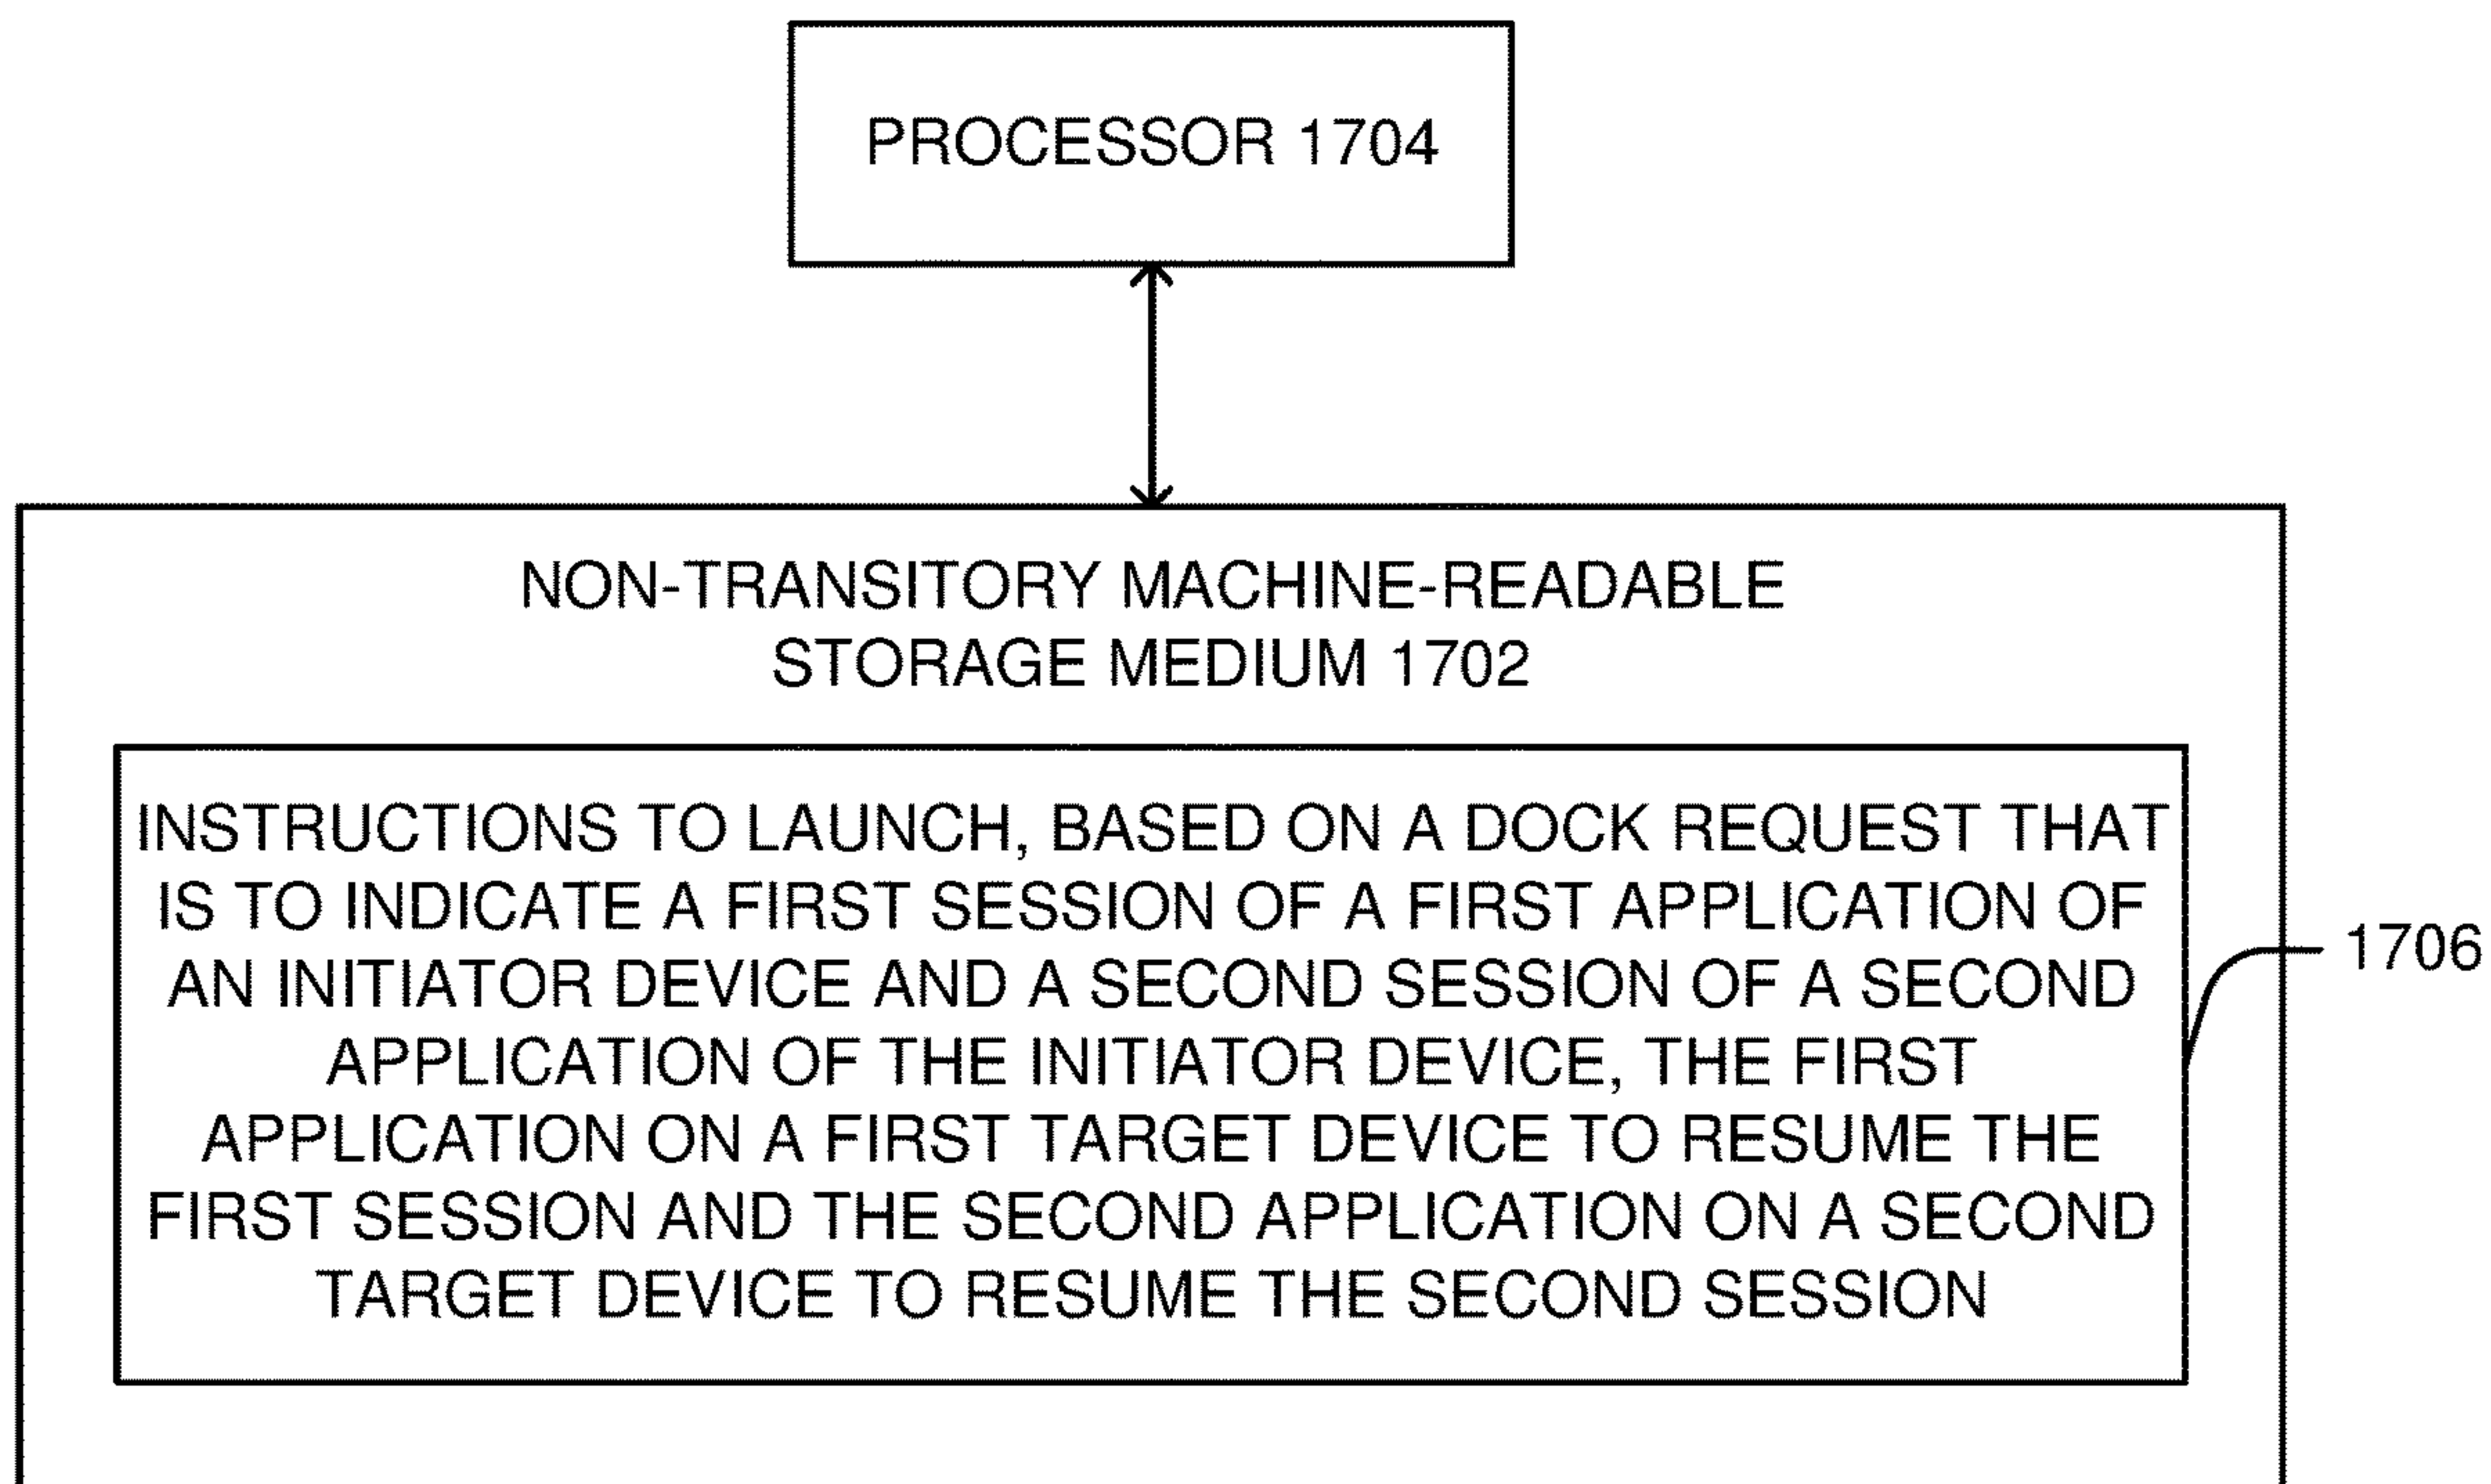 PROCESSOR 1704
NON-TRANSITORY MACHINE-READABLE
STORAGE MEDIUM 1702
INSTRUCTIONS TO LAUNCH, BASED ON A DOCK REQUEST THAT
IS TO INDICATE A FIRST SESSION OF A FIRST APPLICATION OF
AN INITIATOR DEVICE AND A SECOND SESSION OF A SECOND
APPLICATION OF THE INITIATOR DEVICE, THE FIRST
APPLICATION ON A FIRST TARGET DEVICE TO RESUME THE
FIRST SESSION AND THE SECOND APPLICATION ON A SECOND
TARGET DEVICE TO RESUME THE SECOND SESSION
1706